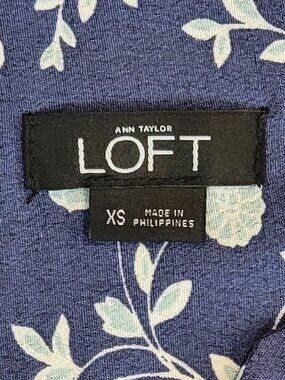 ANN TAYLOR
LOFT
XS
MADE IN
PHILIPPINES